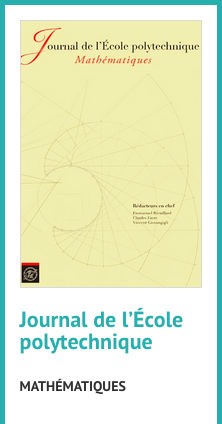 Journal de l'École polytechnique
Mathématiques
Rédacteurs en chef
Journal de l’École
polytechnique
MATHÉMATIQUES